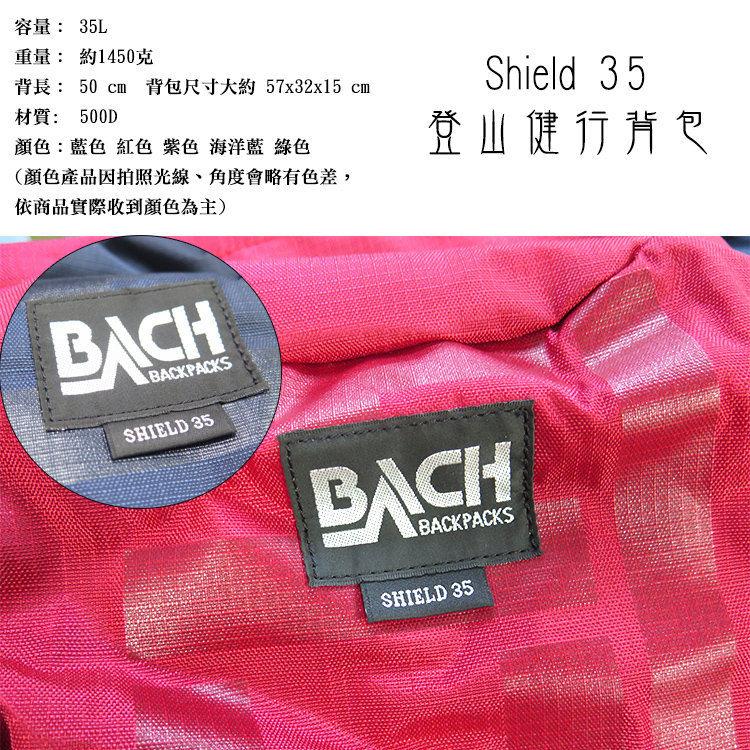 容量： 35L
重量： 約1450克
背長： 50 cm 背包尺寸大約 57x32x15 cm
材質： 500D
顏色：藍色 紅色 紫色 海洋藍 綠色
(顏色產品因拍照光線、角度會略有色差，
依商品實際收到顏色為主)
Shield 35
登山健行背包
BACH
BACKPACKS
SHIELD 35
BACH
BACKPACKS
SHIELD 35